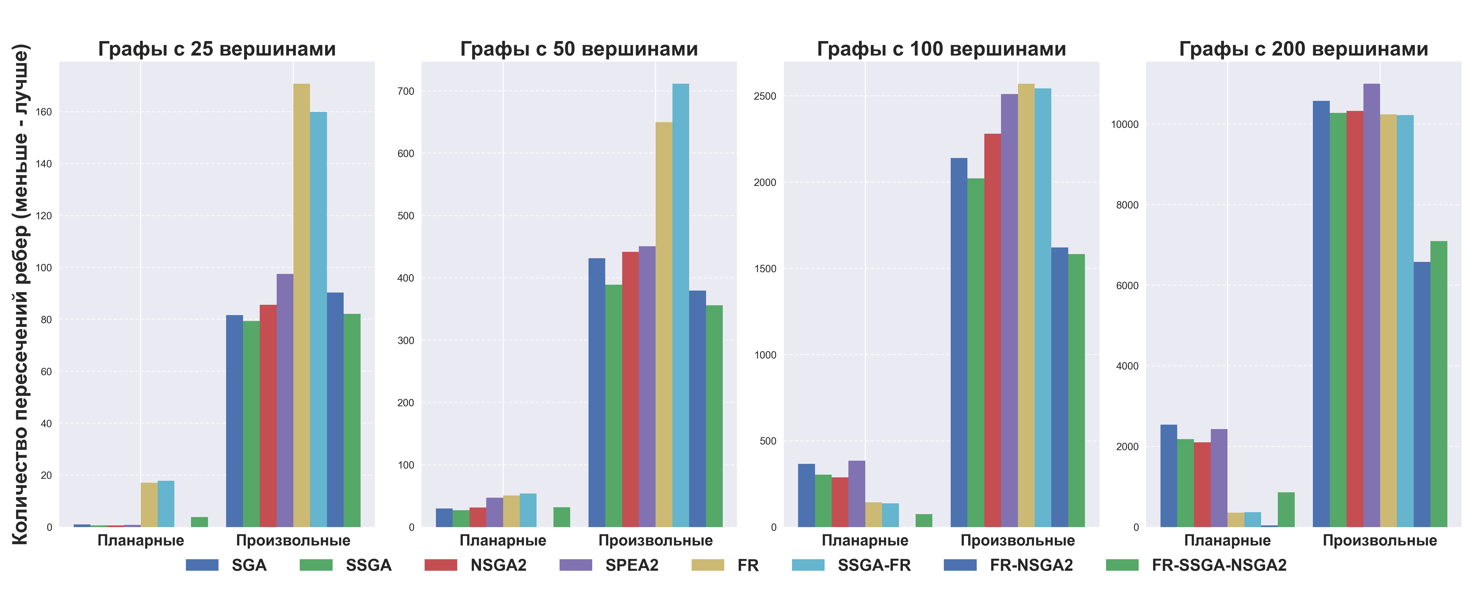 Количество пересечений ребер (меньше - лучше)
Графы с 25 вершинами
160
140
120
100
80
60
40
20
0
Планарные Произвольные
Графы с 50 вершинами
700
600
500
400
300
200
100
0
Планарные Произвольные
Графы с 100 вершинами
2500
2000
1500
1000
500
0
Планарные Произвольные
Графы с 200 вершинами
10000
8000
6000
4000
2000
0
Планарные Произвольные
SGA SSGA NSGA2 SPEA2 FR SSGA-FR FR-NSGA2 FR-SSGA-NSGA2